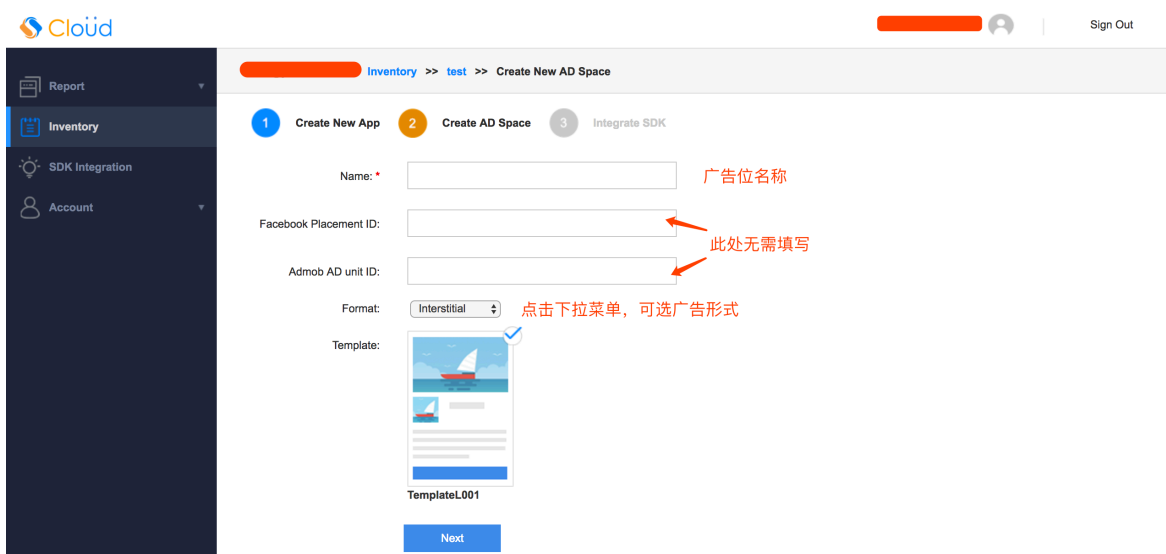 Cloüd
Sign Out
Inventory >> test >> Create New AD Space
Report
Inventory
SDK Integration
Account
1 Create New App 2 Create AD Space 3 Integrate SDK
Name: * 广告位名称
Facebook Placement ID:
此处无需填写
Admob AD unit ID:
Format: Interstitial 点击下拉菜单，可选广告形式
Template:
TemplateL001
Next